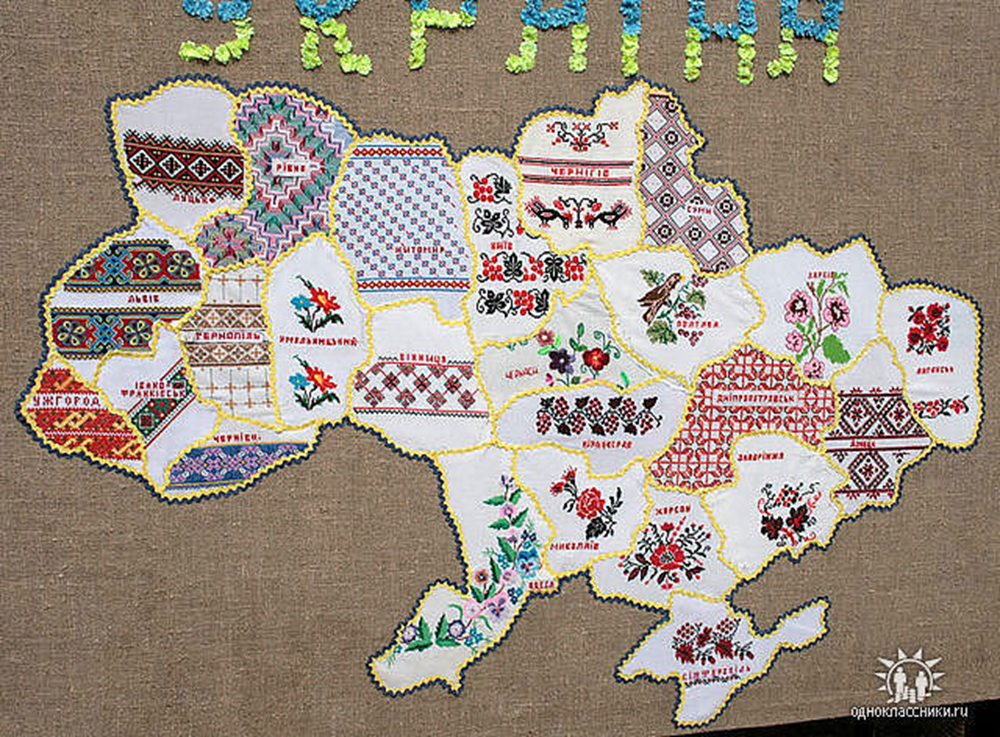 УКРАЇНА
ЛУЦЬК
РІВНЕ
ЖИТОМИР
КИЇВ
ЧЕРНІГІВ
СУМИ
ЛЬВІВ
ТЕРНОПІЛЬ
ХМЕЛЬНИЦЬКИЙ
ВІННИЦЯ
ЧЕРКАСИ
ПОЛТАВА
ХАРКІВ
ЛУГАНСЬК
УЖГОРОД
ІВАНО-
ФРАНКІВСЬК
ЧЕРНІВЦІ
КІРОВОГРАД
ДНІПРОПЕТРОВСЬК
ДОНЕЦЬК
ЗАПОРІЖЖЯ
МИКОЛАЇВ
ХЕРСОН
ОДЕСА
СІМФЕРОПІЛЬ
одноклассники.ru